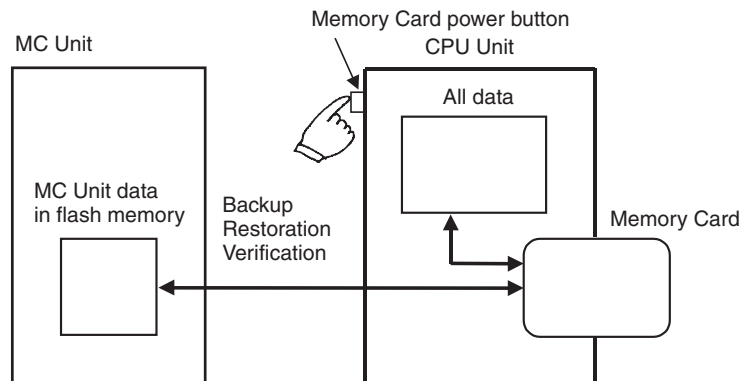 Memory Card power button
MC Unit
CPU Unit
All data
MC Unit data
in flash memory
Backup
Restoration
Verification
Memory Card